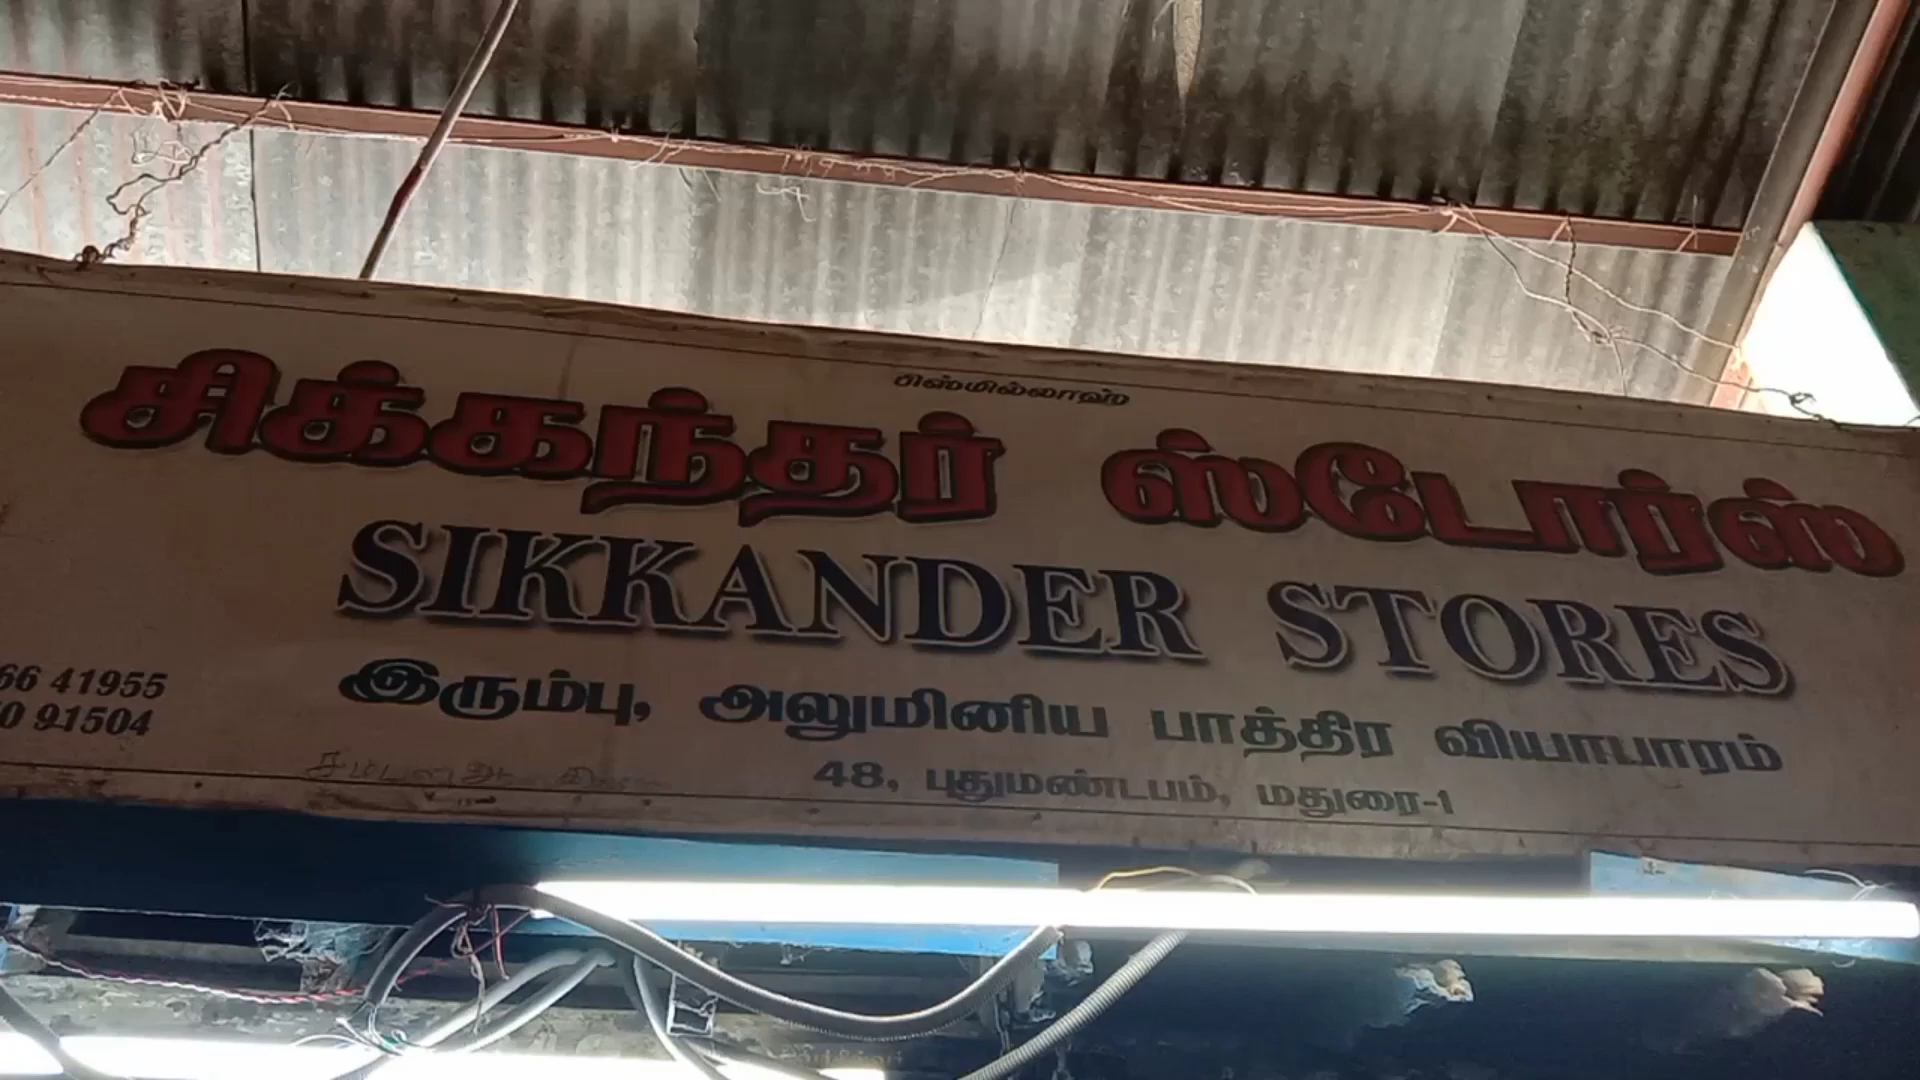 பிஸ்மில்லாஹ்
சிக்கந்தர் ஸ்டோர்ஸ்
SIKKANDER STORES
66 41955
0 91504
இரும்பு, அலுமினிய பாத்திர வியாபாரம்
48, புதுமண்டபம், மதுரை-1